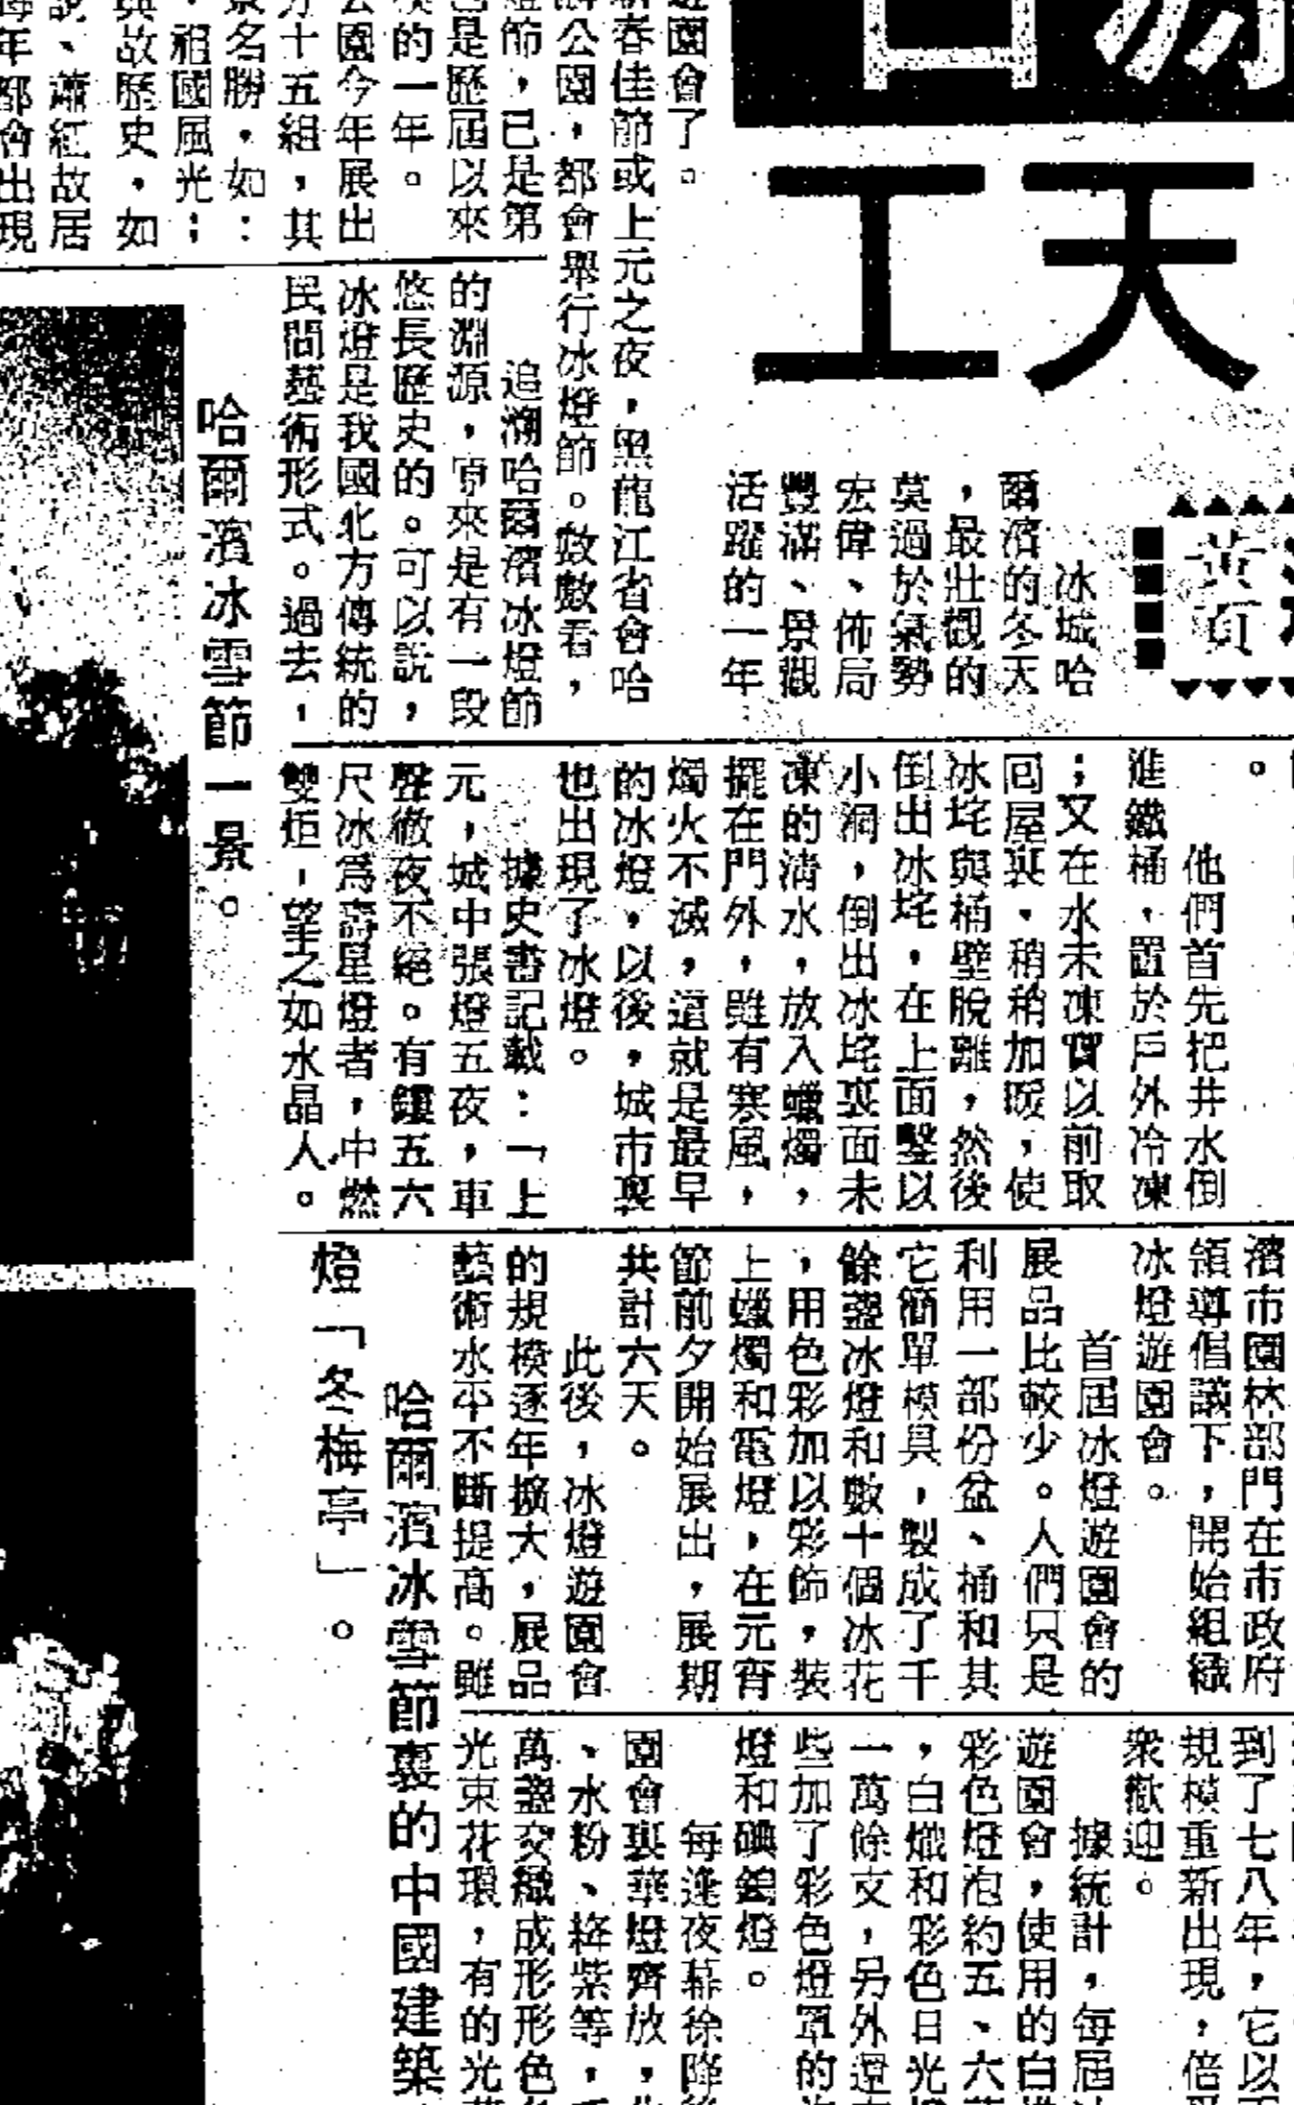 天工
冰城哈
爾濱的冬天
,最壯觀的
莫過於氣勢
宏偉、佈局
豐滿、景觀
活躍的一年
遊園會了。
新春佳節或上元之夜,黑龍江省會哈
公園,都會舉行冰燈節。數數看,
燈節,已是第
是歷屆以來
模的一年。
公園今年展出
十五組,其
景名勝,如:
、祖國風光;
與故歷史,如
說、蕭紅故居
每年都會出現
追溯哈爾濱冰燈節
的淵源,原來是有一段
悠長歷史的。可以說,
冰燈是我國北方傳統的
民間藝術形式。過去,
哈爾濱冰雪節一景。
他們首先把井水倒
進鐵桶,置於戶外冷凍
;又在水未凍實以前取
回屋裏,稍稍加暖,使
冰垞與桶壁脫離,然後
倒出冰垞,在上面鑿以
小洞,倒出冰垞裏面未
凍的清水,放入蠟燭,
擺在門外,雖有寒風,
燭火不滅,這就是最早
的冰燈,以後,城市裏
也出現了冰燈。
據史書記載:「上
元,城中張燈五夜,車
聲徹夜不絕。有鏤五六
尺冰爲壽星燈者,中燃
雙炬,望之如水晶人。
濱市園林部門在市政府
領導倡議下,開始組織
冰燈遊園會。
首屆冰燈遊園會的
展品比較少。人們只是
利用一部份盆、桶和其
它簡單模具,製成了千
餘盞冰燈和數十個冰花
,用色彩加以彩飾,裝
上蠟燭和電燈,在元宵
節前夕開始展出,展期
共計六天。
此後,冰燈遊園會
的規模逐年擴大,展品
藝術水平不斷提高。雖
哈爾濱冰雪節裏的中國建築
燈「冬梅亭」。
到了七八年,它以
規模重新出現,倍
衆歡迎。
據統計,每屆
遊園會,使用的白
彩色燈泡約五、六
,白熾和彩色日光
一萬餘支,另外還
些加了彩色燈罩的
燈和碘鎢燈。
每逢夜幕徐降
園會裏華燈齊放,
、水粉、絳紫等,
萬盞交織成形形色
光束花環,有的光